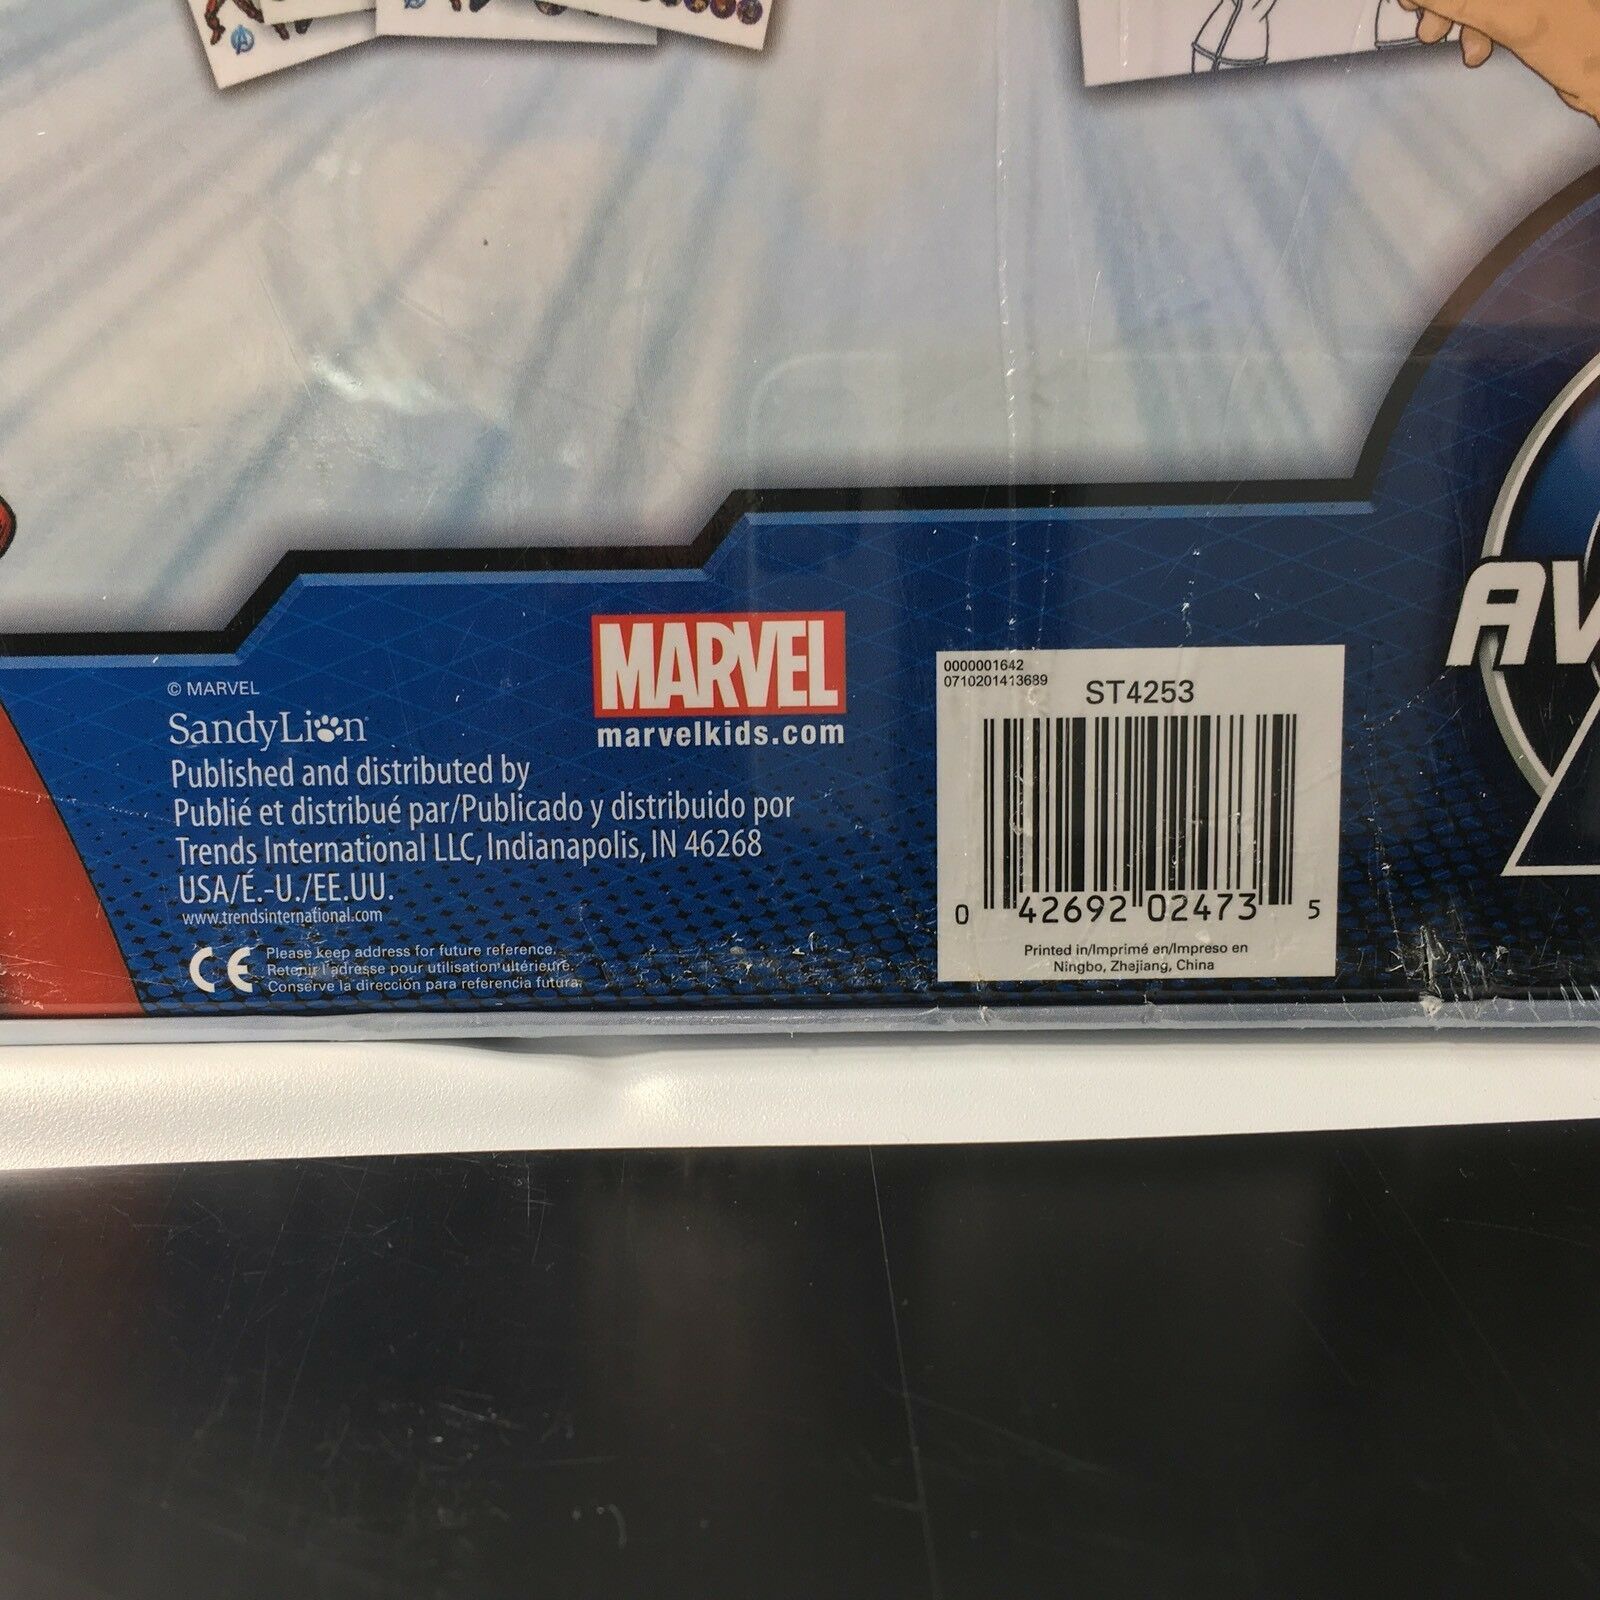 © MARVEL
SandyLion
Published and distributed by
Publié et distribué par/Publicado y distribuido por
Trends International LLC, Indianapolis, IN 46268
USA/É.-U./EE.UU.
www.trendsinternational.com
CE
Please keep address for future reference.
Retenir l'adresse pour utilisation ultérieure.
Conserve la dirección para referencia futura.
MARVEL
marvelkids.com
0000001642
0710201413689
ST4253
0 42692 02473 5
Printed in/Imprimé en/Impreso en
Ningbo, Zhejiang, China
AV